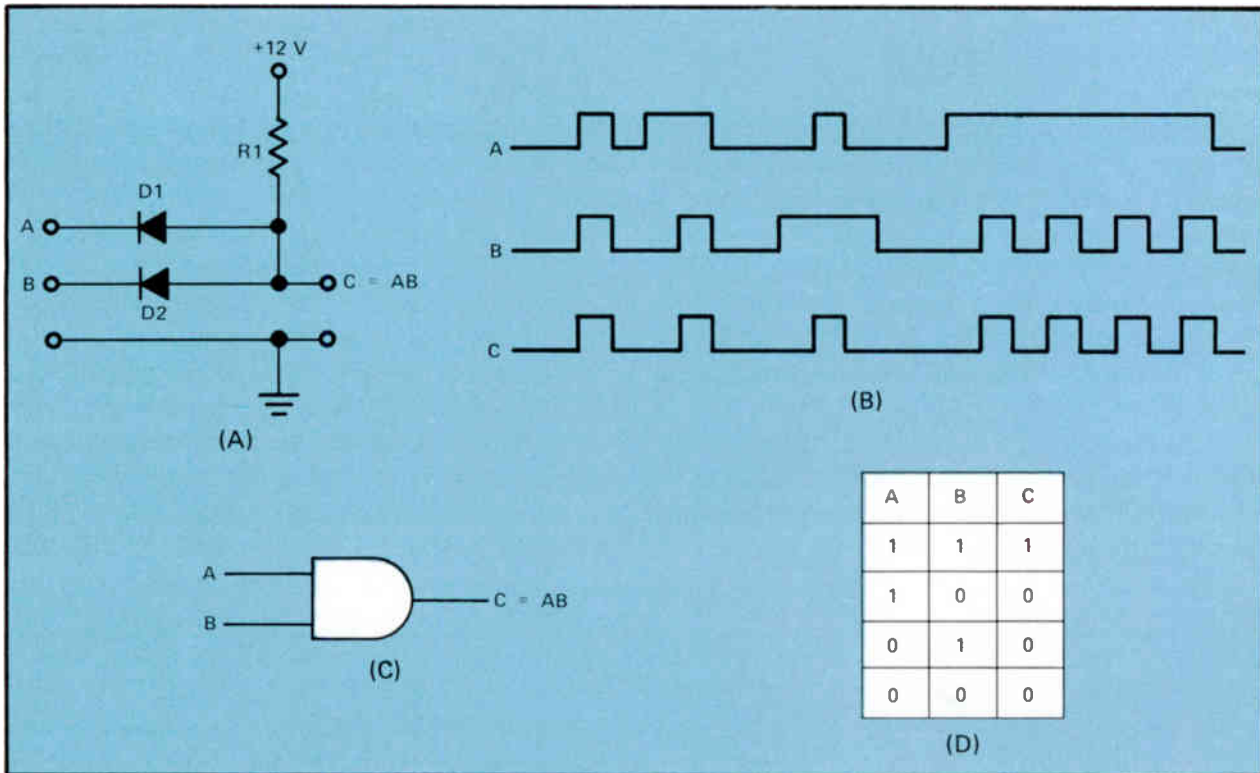 +12 V
R1
D1
A
B
C = AB
D2
(A)
A
B
C
(B)
A
B
C = AB
(C)
A B C
1 1 1
1 0 0
0 1 0
0 0 0
(D)